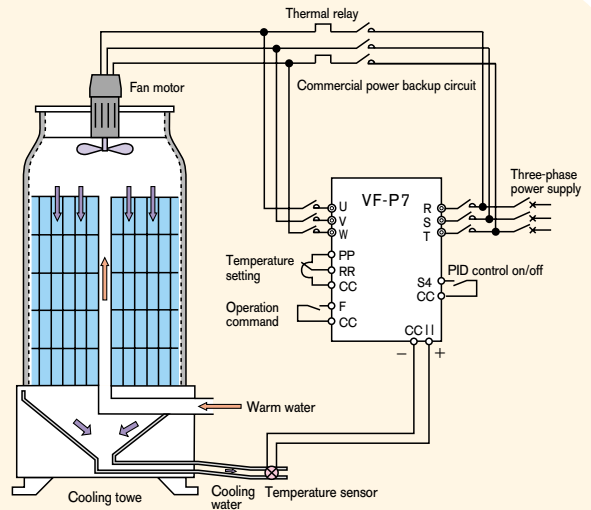 Thermal relay
Fan motor
Commercial power backup circuit
Three-phase
power supply
VF-P7
U
V
W
R
S
T
PP
RR
CC
Temperature
setting
S4
CC
PID control on/off
F
CC
Operation
command
CC II
− +
Warm water
Cooling towe
Cooling
water
Temperature sensor